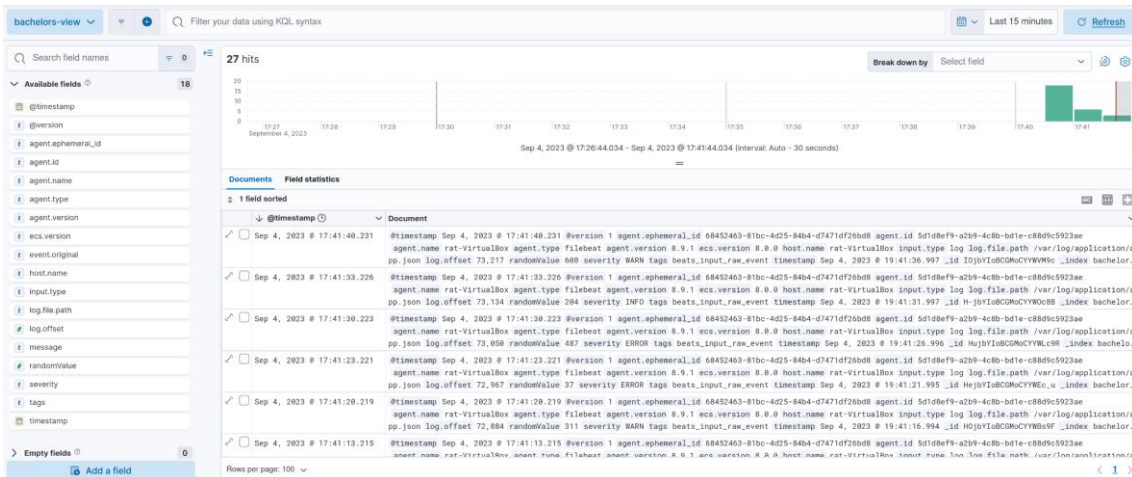 bachelors-view
Filter your data using KQL syntax
Last 15 minutes
Refresh
Search field names
0
27 hits
Break down by Select field
Available fields 18
@timestamp
@version
agent.ephemeral_id
agent.id
agent.name
agent.type
agent.version
ecs.version
event.original
host.name
input.type
log.file.path
log.offset
message
randomValue
severity
tags
timestamp
Empty fields 0
Add a field
20
15
10
5
0
17:27 17:28 17:29 17:30 17:31 17:32 17:33 17:34 17:35 17:36 17:37 17:38 17:39 17:40 17:41
September 4, 2023
Sep 4, 2023 @ 17:26:44.034 - Sep 4, 2023 @ 17:41:44.034 (interval: Auto - 30 seconds)
Documents Field statistics
1 field sorted
@timestamp Document
Sep 4, 2023 @ 17:41:40.231 @timestamp Sep 4, 2023 @ 17:41:40.231 @version 1 agent.ephemeral_id 68452463-81bc-4d25-84b4-d7471df26bd8 agent.id 5d1d8ef9-a2b9-4c8b-bd1e-c88d9c5923ae
agent.name rat-VirtualBox agent.type filebeat agent.version 8.9.1 ecs.version 8.0.0 host.name rat-VirtualBox input.type log log.file.path /var/log/application/a
pp.json log.offset 73,217 randomValue 608 severity WARN tags beats_input_raw_event timestamp Sep 4, 2023 @ 19:41:36.997 _id _index bachelor.
Sep 4, 2023 @ 17:41:33.226 @timestamp Sep 4, 2023 @ 17:41:33.226 @version 1 agent.ephemeral_id 68452463-81bc-4d25-84b4-d7471df26bd8 agent.id 5d1d8ef9-a2b9-4c8b-bd1e-c88d9c5923ae
agent.name rat-VirtualBox agent.type filebeat agent.version 8.9.1 ecs.version 8.0.0 host.name rat-VirtualBox input.type log log.file.path /var/log/application/a
pp.json log.offset 73,134 randomValue 204 severity INFO tags beats_input_raw_event timestamp Sep 4, 2023 @ 19:41:31.997 _id _index bachelor.
Sep 4, 2023 @ 17:41:30.223 @timestamp Sep 4, 2023 @ 17:41:30.223 @version 1 agent.ephemeral_id 68452463-81bc-4d25-84b4-d7471df26bd8 agent.id 5d1d8ef9-a2b9-4c8b-bd1e-c88d9c5923ae
agent.name rat-VirtualBox agent.type filebeat agent.version 8.9.1 ecs.version 8.0.0 host.name rat-VirtualBox input.type log log.file.path /var/log/application/a
pp.json log.offset 73,050 randomValue 487 severity ERROR tags beats_input_raw_event timestamp Sep 4, 2023 @ 19:41:26.996 _id _index bachelo.
Sep 4, 2023 @ 17:41:23.221 @timestamp Sep 4, 2023 @ 17:41:23.221 @version 1 agent.ephemeral_id 68452463-81bc-4d25-84b4-d7471df26bd8 agent.id 5d1d8ef9-a2b9-4c8b-bd1e-c88d9c5923ae
agent.name rat-VirtualBox agent.type filebeat agent.version 8.9.1 ecs.version 8.0.0 host.name rat-VirtualBox input.type log log.file.path /var/log/application/a
pp.json log.offset 72,967 randomValue 37 severity ERROR tags beats_input_raw_event timestamp Sep 4, 2023 @ 19:41:21.995 _id _index bachelor.
Sep 4, 2023 @ 17:41:20.219 @timestamp Sep 4, 2023 @ 17:41:20.219 @version 1 agent.ephemeral_id 68452463-81bc-4d25-84b4-d7471df26bd8 agent.id 5d1d8ef9-a2b9-4c8b-bd1e-c88d9c5923ae
agent.name rat-VirtualBox agent.type filebeat agent.version 8.9.1 ecs.version 8.0.0 host.name rat-VirtualBox input.type log log.file.path /var/log/application/a
pp.json log.offset 72,884 randomValue 311 severity WARN tags beats_input_raw_event timestamp Sep 4, 2023 @ 19:41:16.994 _id _index bachelor.
Sep 4, 2023 @ 17:41:13.215 @timestamp Sep 4, 2023 @ 17:41:13.215 @version 1 agent.ephemeral_id 68452463-81bc-4d25-84b4-d7471df26bd8 agent.id 5d1d8ef9-a2b9-4c8b-bd1e-c88d9c5923ae
agent.name rat-VirtualBox agent.type filebeat agent.version 8.9.1 ecs.version 8.0.0 host.name rat-VirtualBox input.type log log.file.path /var/log/application/a
Rows per page: 100
1